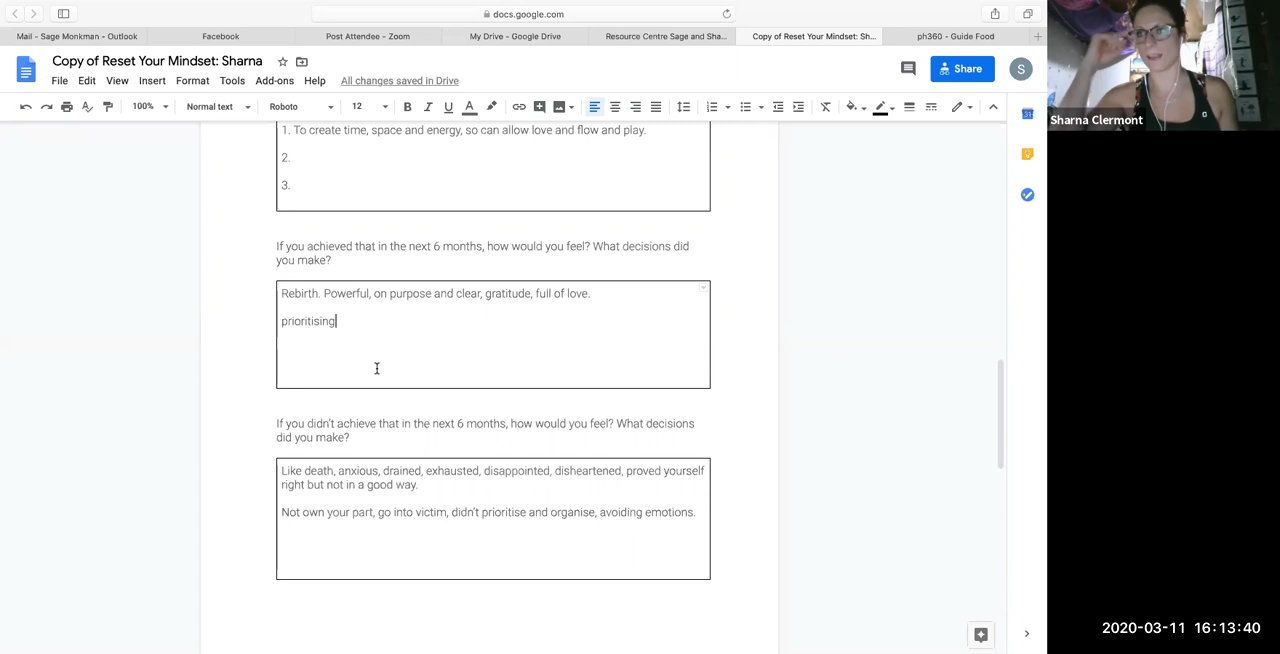 docs.google.com
Mail - Sage Monkman - Outlook
Facebook
Post Attendee - Zoom
My Drive - Google Drive
Resource Centre Sage and Sha...
Copy of Reset Your Mindset: Sh...
ph360 - Guide Food
Copy of Reset Your Mindset: Sharna
File Edit View Insert Format Tools Add-ons Help All changes saved in Drive
Share
S
100% Normal text Roboto 12 B I U A
31
Sharna Clermont
1. To create time, space and energy, so can allow love and flow and play.
2.
3.
If you achieved that in the next 6 months, how would you feel? What decisions did
you make?
Rebirth. Powerful, on purpose and clear, gratitude, full of love.
prioritising
If you didn't achieve that in the next 6 months, how would you feel? What decisions
did you make?
Like death, anxious, drained, exhausted, disappointed, disheartened, proved yourself
right but not in a good way.
Not own your part, go into victim, didn't prioritise and organise, avoiding emotions.
2020-03-11 16:13:40